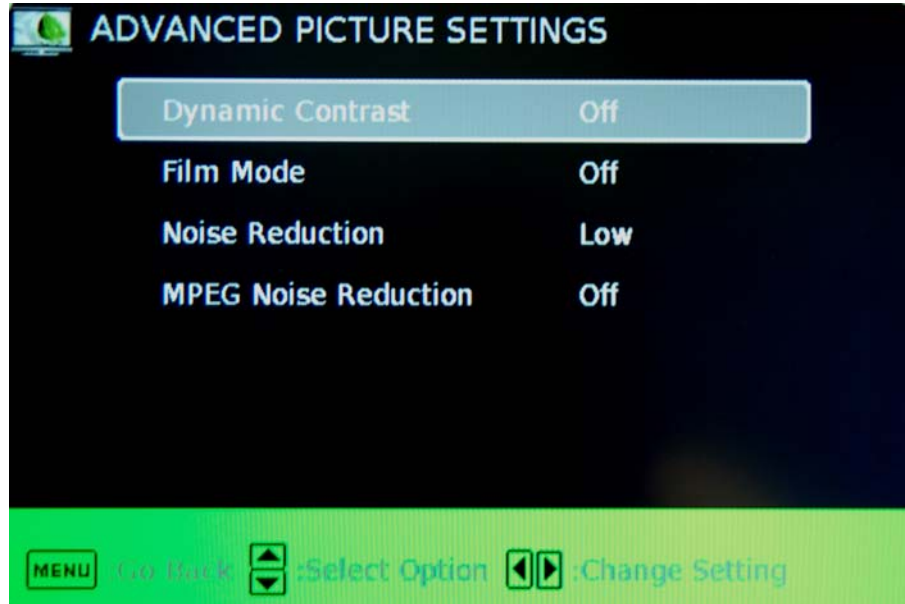 ADVANCED PICTURE SETTINGS
Dynamic Contrast Off
Film Mode Off
Noise Reduction Low
MPEG Noise Reduction Off
MENU :Go Back :Select Option :Change Setting